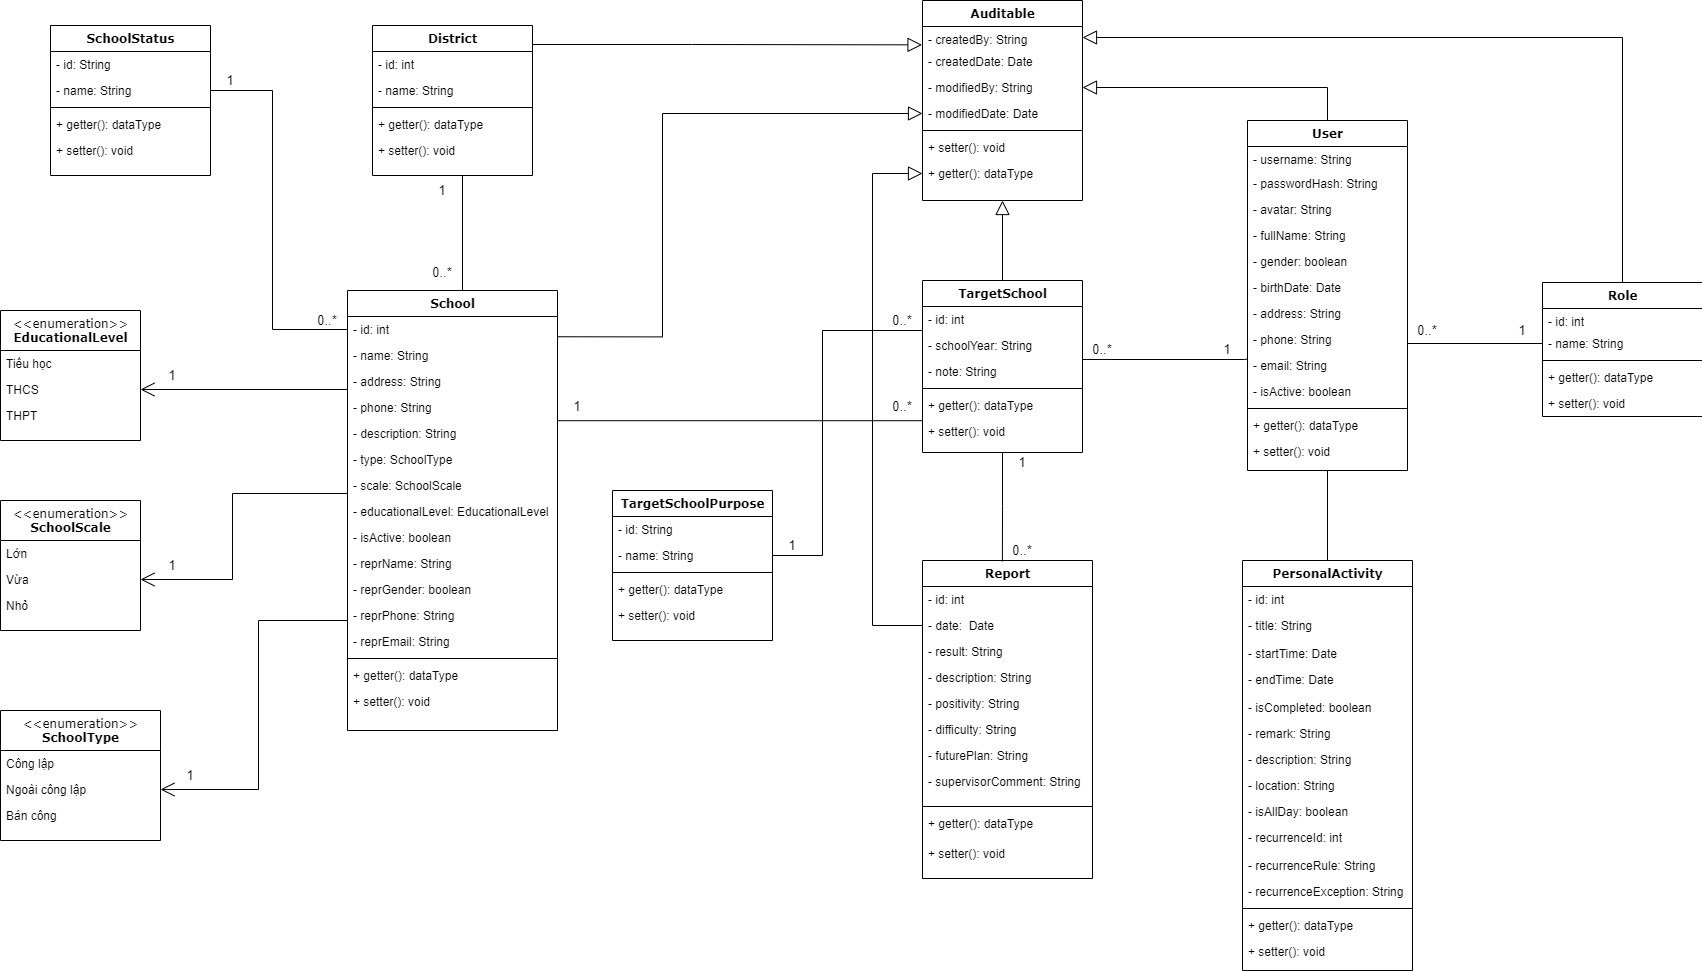 SchoolStatus
- id: String
- name: String
+ getter(): dataType
+ setter(): void
1
District
- id: int
- name: String
+ getter(): dataType
+ setter(): void
1
0..*
Auditable
- createdBy: String
- createdDate: Date
- modifiedBy: String
- modifiedDate: Date
+ setter(): void
+ getter(): dataType
User
- username: String
- passwordHash: String
- avatar: String
- fullName: String
- gender: boolean
- birthDate: Date
- address: String
- phone: String
- email: String
- isActive: boolean
+ getter(): dataType
+ setter(): void
0..*
1
Role
- id: int
- name: String
+ getter(): dataType
+ setter(): void
<<enumeration>>
EducationalLevel
Tiểu học
THCS
THPT
1
0..*
School
- id: int
- name: String
- address: String
- phone: String
- description: String
- type: SchoolType
- scale: SchoolScale
- educationalLevel: EducationalLevel
- isActive: boolean
- reprName: String
- reprGender: boolean
- reprPhone: String
- reprEmail: String
+ getter(): dataType
+ setter(): void
1
0..*
0..*
TargetSchool
- id: int
- schoolYear: String
- note: String
+ getter(): dataType
+ setter(): void
0..*
1
1
0..*
<<enumeration>>
SchoolScale
Lớn
Vừa
Nhỏ
1
TargetSchoolPurpose
- id: String
- name: String
+ getter(): dataType
+ setter(): void
1
Report
- id: int
- date:  Date
- result: String
- description: String
- positivity: String
- difficulty: String
- futurePlan: String
- supervisorComment: String
+ getter(): dataType
+ setter(): void
PersonalActivity
- id: int
- title: String
- startTime: Date
- endTime: Date
- isCompleted: boolean
- remark: String
- description: String
- location: String
- isAllDay: boolean
- recurrenceId: int
- recurrenceRule: String
- recurrenceException: String
+ getter(): dataType
+ setter(): void
<<enumeration>>
SchoolType
Công lập
Ngoài công lập
Bán công
1